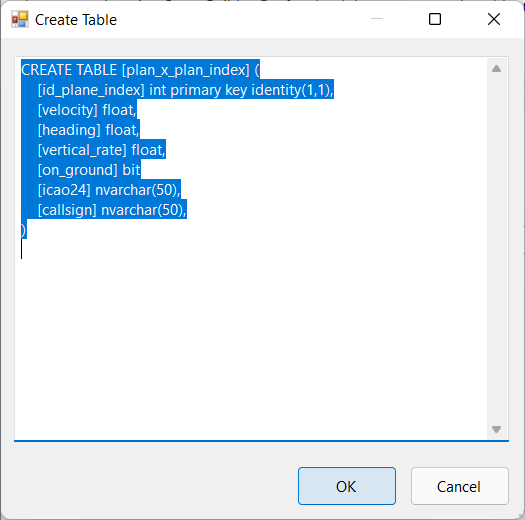 Create Table
CREATE TABLE [plan_x_plan_index] (
    [id_plane_index] int primary key identity(1,1),
    [velocity] float,
    [heading] float,
    [vertical_rate] float,
    [on_ground] bit
    [icao24] nvarchar(50),
    [callsign] nvarchar(50),
)
OK
Cancel